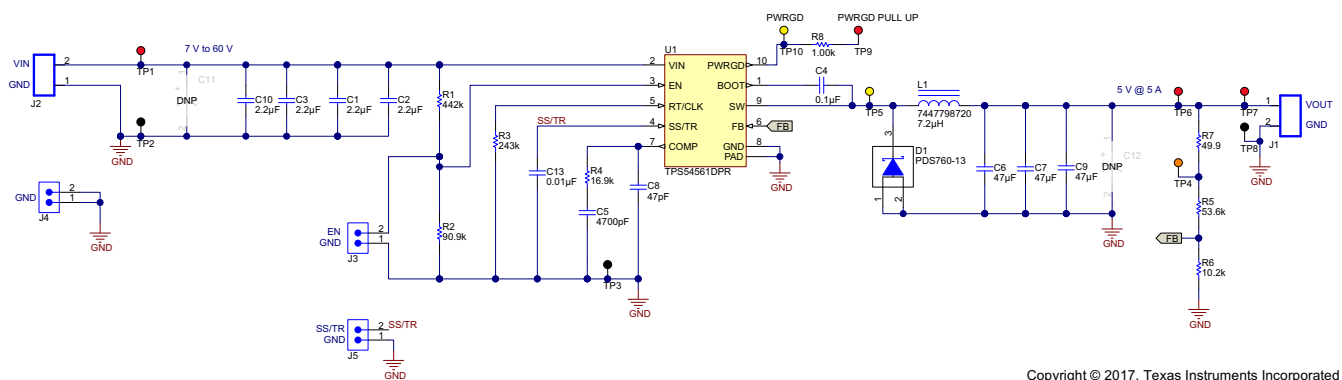 PWRGD
PWRGD PULL UP
R8
1.00k
TP10
TP9
VIN
2
GND
1
J2
TP1
7 V to 60 V
1
C11
DNP
2
TP2
GND
C10
2.2µF
C3
2.2µF
C1
2.2µF
C2
2.2µF
R1
442k
U1
2
VIN
3
EN
5
RT/CLK
4
SS/TR
7
COMP
PWRGD
10
BOOT
1
SW
9
FB
6
GND
8
PAD
TPS54561DPR
FB
GND
C4
0.1µF
TP5
L1
7447798720
7.2µH
3
D1
PDS760-13
1
2
C6
47µF
C7
47µF
C9
47µF
C12
DNP
GND
5 V @ 5 A
TP6
TP7
TP8
1
VOUT
2
GND
J1
GND
R7
49.9
TP4
R5
53.6k
FB
R6
10.2k
GND
SS/TR
R3
243k
C13
0.01µF
R4
16.9k
C5
4700pF
C8
47pF
TP3
GND
R2
90.9k
EN
2
GND
1
J3
GND
2
1
J4
GND
SS/TR
2
SS/TR
GND
1
J5
GND
Copyright © 2017, Texas Instruments Incorporated